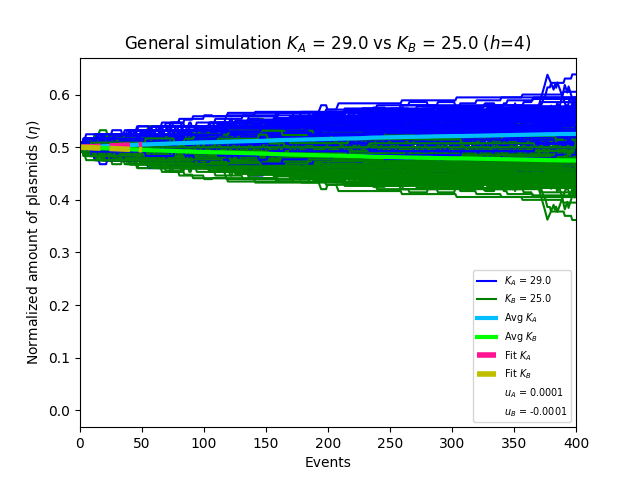 General simulation K_A = 29.0 vs K_B = 25.0 (h=4)
Normalized amount of plasmids (η)
0.6
0.5
0.4
0.3
0.2
0.1
0.0
K_A = 29.0
K_B = 25.0
Avg K_A
Avg K_B
Fit K_A
Fit K_B
u_A = 0.0001
u_B = -0.0001
0 50 100 150 200 250 300 350 400
Events